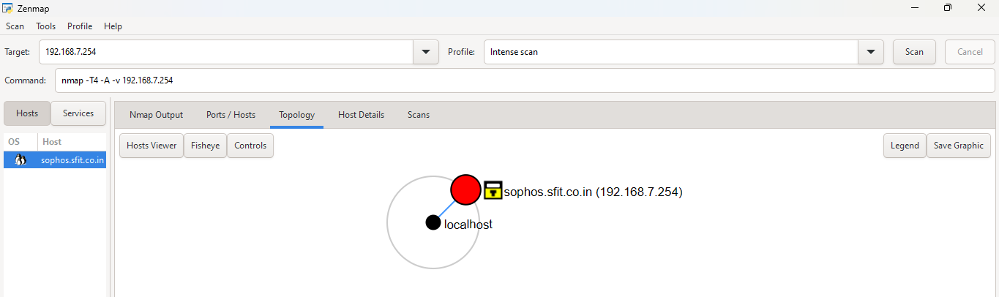 Zenmap
Scan Tools Profile Help
Target: 192.168.7.254 Profile: Intense scan Scan Cancel
Command: nmap -T4 -A -v 192.168.7.254
Hosts Services Nmap Output Ports / Hosts Topology Host Details Scans
OS Host Hosts Viewer Fisheye Controls Legend Save Graphic
sophos.sfit.co.in
sophos.sfit.co.in (192.168.7.254)
localhost